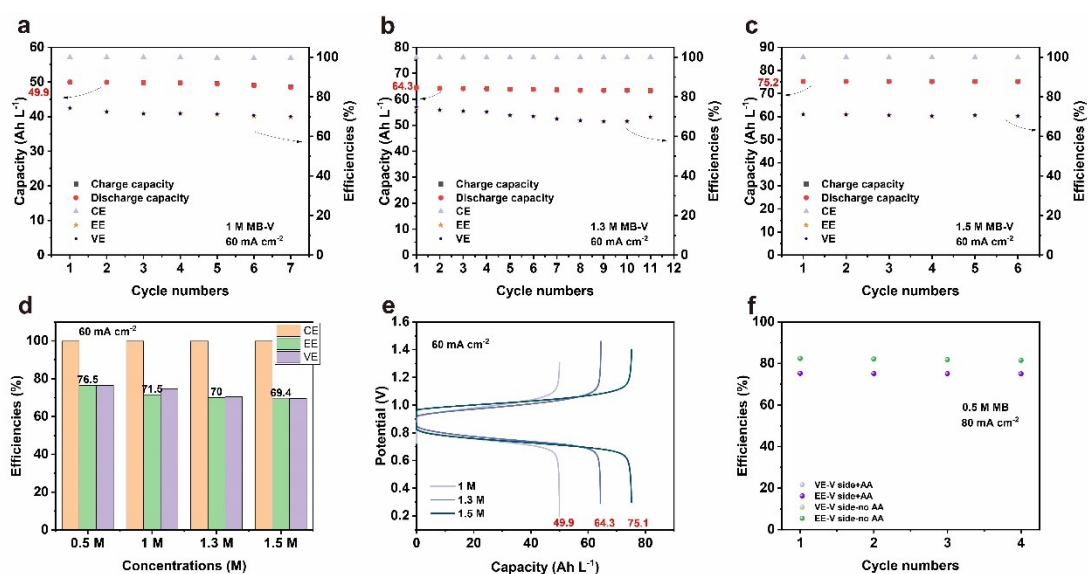 a
60
50
49.9
40
30
20
10
0
Capacity (Ah L⁻¹)
100
80
60
40
20
0
Efficiencies (%)
Charge capacity
Discharge capacity
CE
EE
VE
1 M MB-V
60 mA cm⁻²
1 2 3 4 5 6 7
Cycle numbers
b
80
70
64.3
60
50
40
30
20
10
0
Capacity (Ah L⁻¹)
100
80
60
40
20
0
Efficiencies (%)
Charge capacity
Discharge capacity
CE
EE
VE
1.3 M MB-V
60 mA cm⁻²
1 2 3 4 5 6 7 8 9 10 11 12
Cycle numbers
c
90
80
75.2
70
60
50
40
30
20
10
0
Capacity (Ah L⁻¹)
100
80
60
40
20
0
Efficiencies (%)
Charge capacity
Discharge capacity
CE
EE
VE
1.5 M MB-V
60 mA cm⁻²
1 2 3 4 5 6
Cycle numbers
d
100
80
60
40
20
0
Efficiencies (%)
60 mA cm⁻²
CE
EE
VE
76.5
71.5
70
69.4
0.5 M 1 M 1.3 M 1.5 M
Concentrations (M)
e
1.6
1.4
1.2
1.0
0.8
0.6
0.4
0.2
Potential (V)
60 mA cm⁻²
1 M
1.3 M
1.5 M
49.9 64.3 75.1
0 20 40 60 80
Capacity (Ah L⁻¹)
f
100
80
60
40
20
0
Efficiencies (%)
0.5 M MB
80 mA cm⁻²
VE-V side+AA
EE-V side+AA
VE-V side-no AA
EE-V side-no AA
1 2 3 4
Cycle numbers